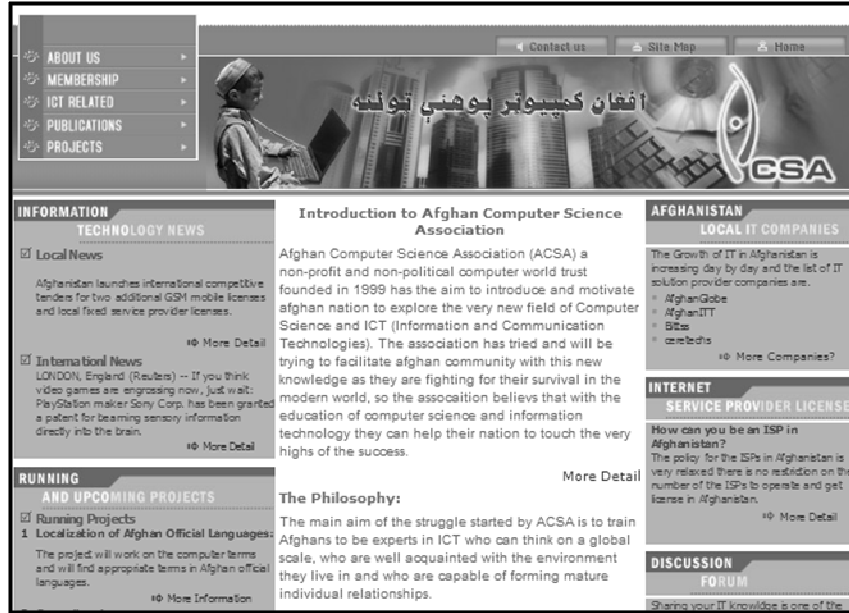 ABOUT US
MEMBERSHIP
ICT RELATED
PUBLICATIONS
PROJECTS
Contact us
Site Map
Home
افغان کمپیوټر پوهنې ټولنه
CSA
INFORMATION
TECHNOLOGY NEWS
Local News
Afghanistan launches international competitive
tenders for two additional GSM mobile licenses
and local fixed service provider licenses.
More Detail
Internationl News
LONDON, England (Reuters) -- If you think
video games are engrossing now, just wait:
PlayStation maker Sony Corp. has been granted
a patent for beaming sensory information
directly into the brain.
More Detail
RUNNING
AND UPCOMING PROJECTS
Running Projects
1 Localization of Afghan Official Languages:
The project will work on the computer terms
and will find appropriate terms in Afghan official
languages.
More Information
Introduction to Afghan Computer Science
Association
Afghan Computer Science Association (ACSA) a
non-profit and non-political computer world trust
founded in 1999 has the aim to introduce and motivate
afghan nation to explore the very new field of Computer
Science and ICT (Information and Communication
Technologies). The association has tried and will be
trying to facilitate afghan community with this new
knowledge as they are fighting for their survival in the
modern world, so the assocaition believs that with the
education of computer science and information
technology they can help their nation to touch the very
highs of the success.
More Detail
The Philosophy:
The main aim of the struggle started by ACSA is to train
Afghans to be experts in ICT who can think on a global
scale, who are well acquainted with the environment
they live in and who are capable of forming mature
individual relationships.
AFGHANISTAN
LOCAL IT COMPANIES
The Growth of IT in Afghanistan is
increasing day by day and the list of IT
solution provider companies are.
AfghanGlobe
AfghanITT
ceretechs
More Companies?
INTERNET
SERVICE PROVIDER LICENSE
How can you be an ISP in
Afghanistan?
The policy for the ISPs in Afghanistan is
very relaxed there is no restriction on the
number of the ISPs to operate and get
license in Afghanistan.
More Detail
DISCUSSION
FORUM
Sharing your IT knowldge is one of the